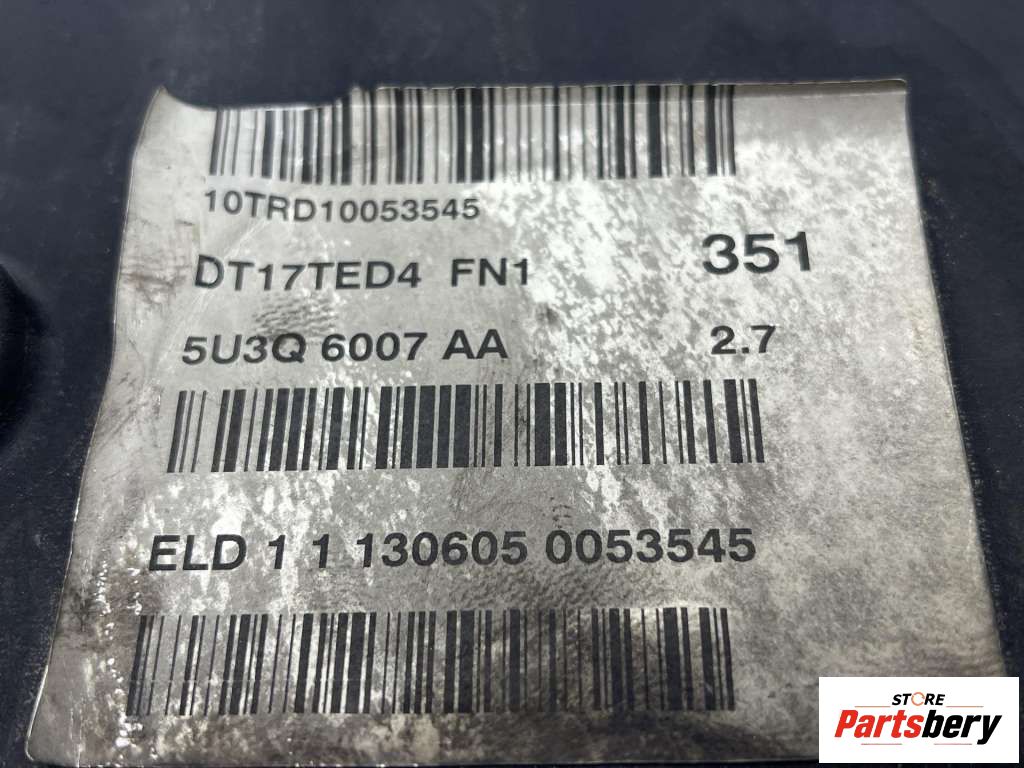 10TRD10053545
DT17TED4 FN1 351
5U3Q 6007 AA 2.7
ELD 1 1 130605 0053545
STORE
Partsbery